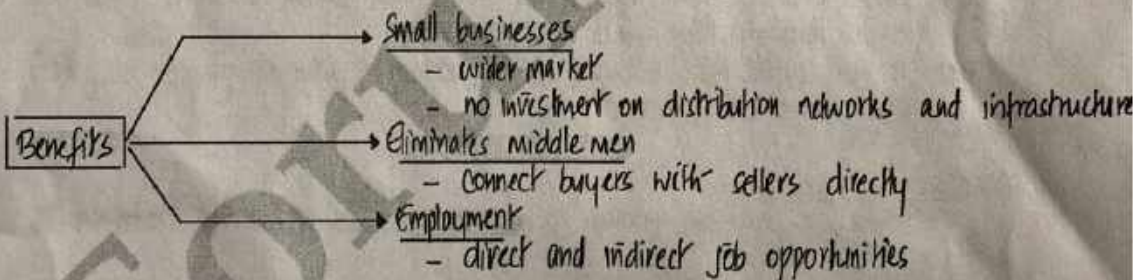 Small businesses
- wider market
- no investment on distribution networks and infrastructure
Benefits
Eliminates middle men
- connect buyers with sellers directly
Employment
- direct and indirect job opportunities